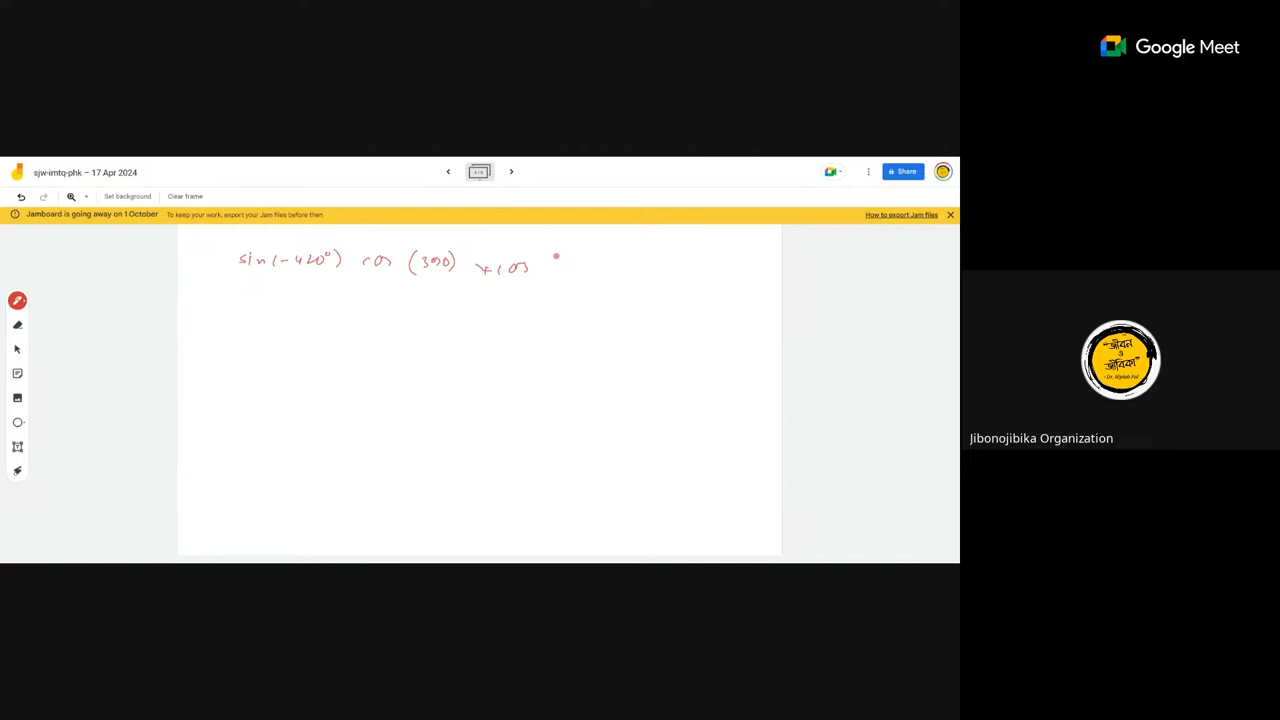 Google Meet
sjw-imtq-phk – 17 Apr 2024
Share
Set background
Clear frame
Jamboard is going away on 1 October
To keep your work, export your Jam files before then
How to export Jam files
sin(-420°) cos (390) + cos
"জীবন
ও
জীবিকা"
Jibonojibika Organization